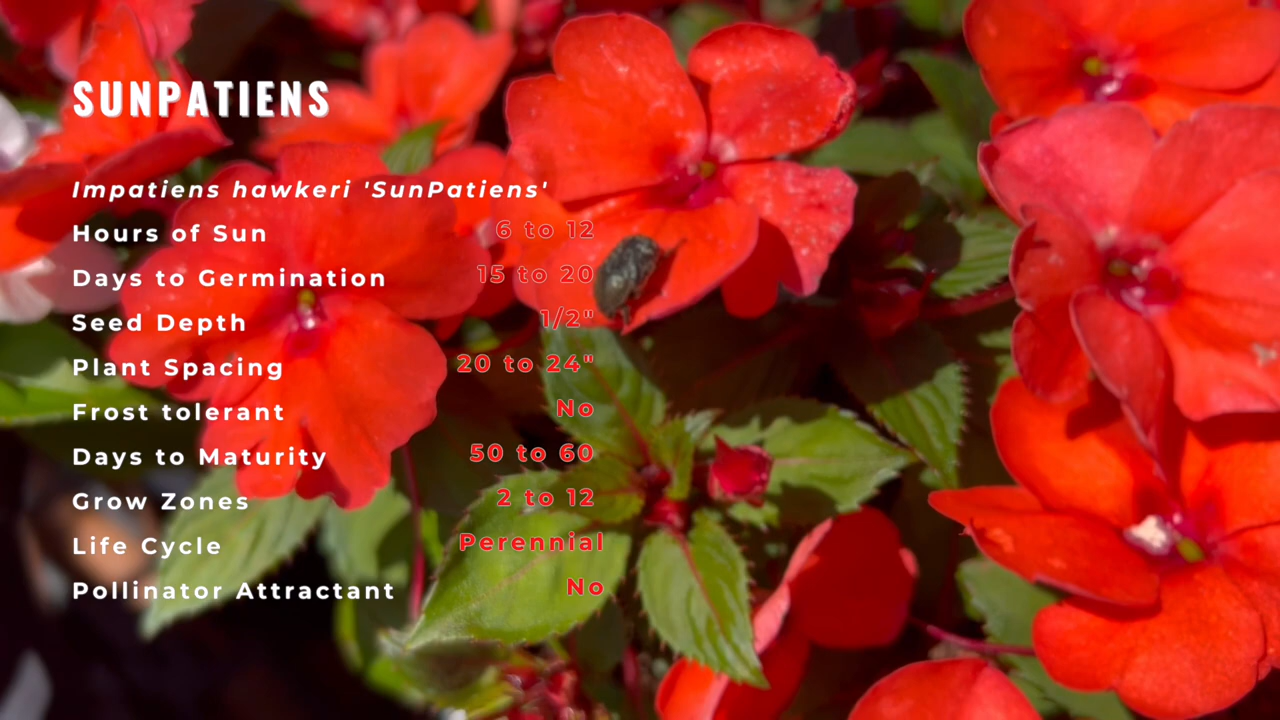 SUNPATIENS
Impatiens hawkeri 'SunPatiens'
Hours of Sun 6 to 12
Days to Germination 15 to 20
Seed Depth 1/2"
Plant Spacing 20 to 24"
Frost tolerant No
Days to Maturity 50 to 60
Grow Zones 2 to 12
Life Cycle Perennial
Pollinator Attractant No